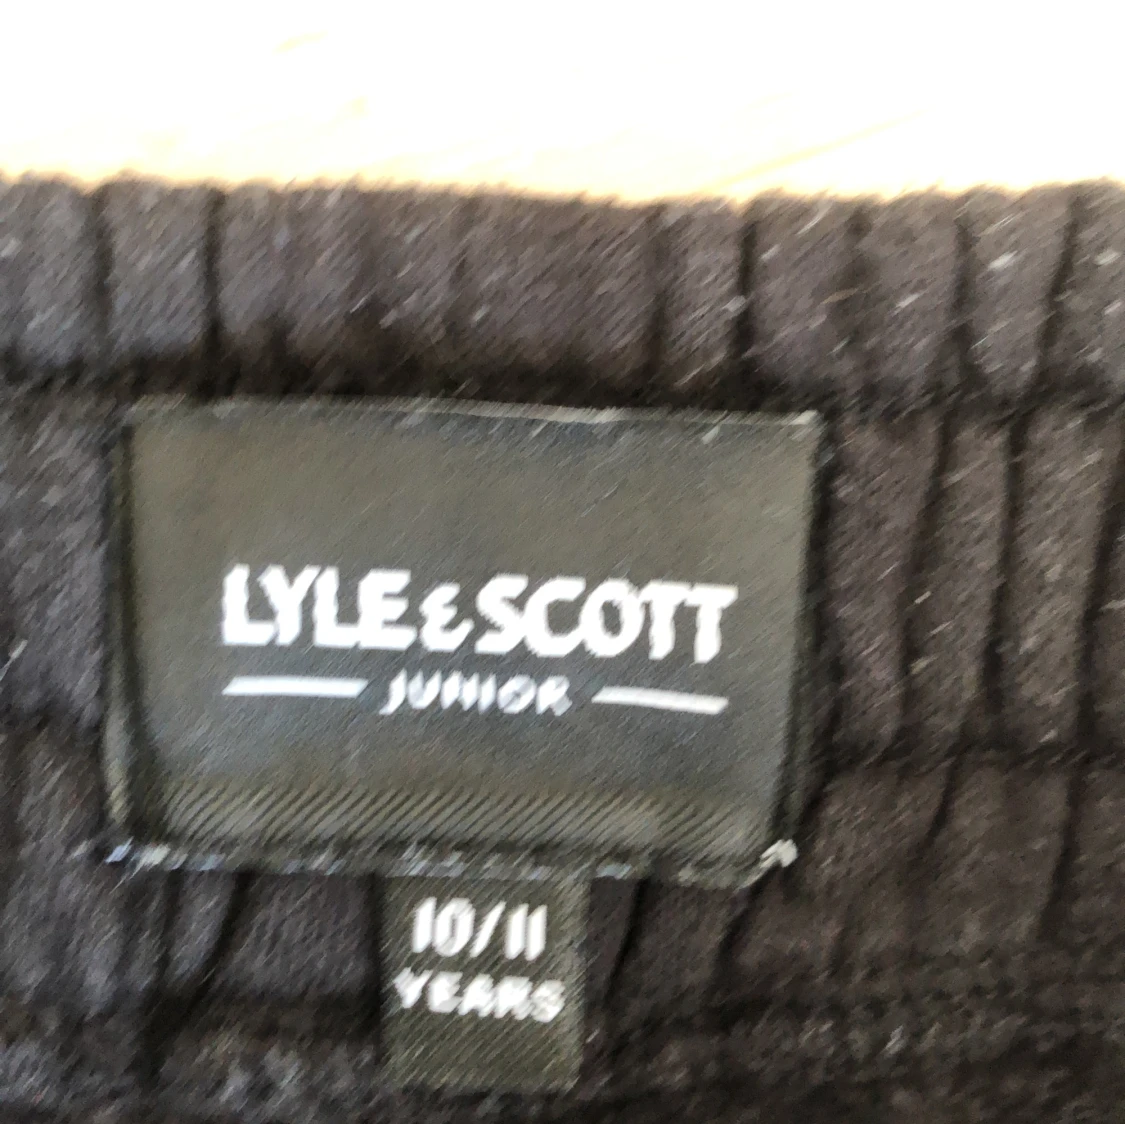 LYLE & SCOTT
JUNIOR
10/11
YEARS